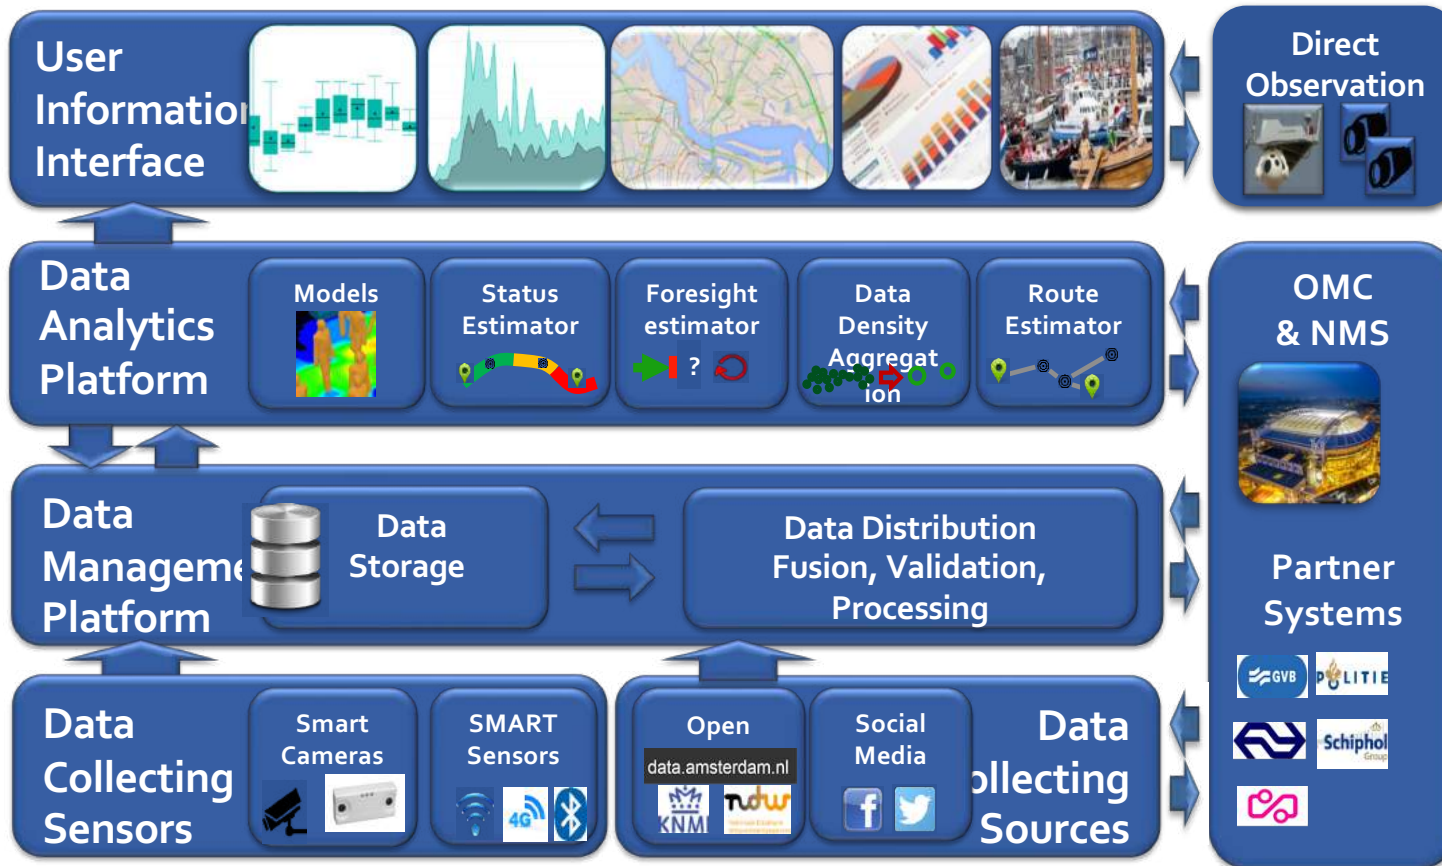 User
Information
Interface
Direct
Observation
Data
Analytics
Platform
Models
Status
Estimator
Foresight
estimator
?
Data
Density
Aggregat
ion
Route
Estimator
OMC
& NMS
Data
Manageme
Platform
Data
Storage
Data Distribution
Fusion, Validation,
Processing
Partner
Systems
GVB
POLITIE
Schiphol
Group
Data
Collecting
Sensors
Smart
Cameras
SMART
Sensors
4G
Open
data.amsterdam.nl
KNMI
ndw
Social
Media
f
Data
ollecting
Sources